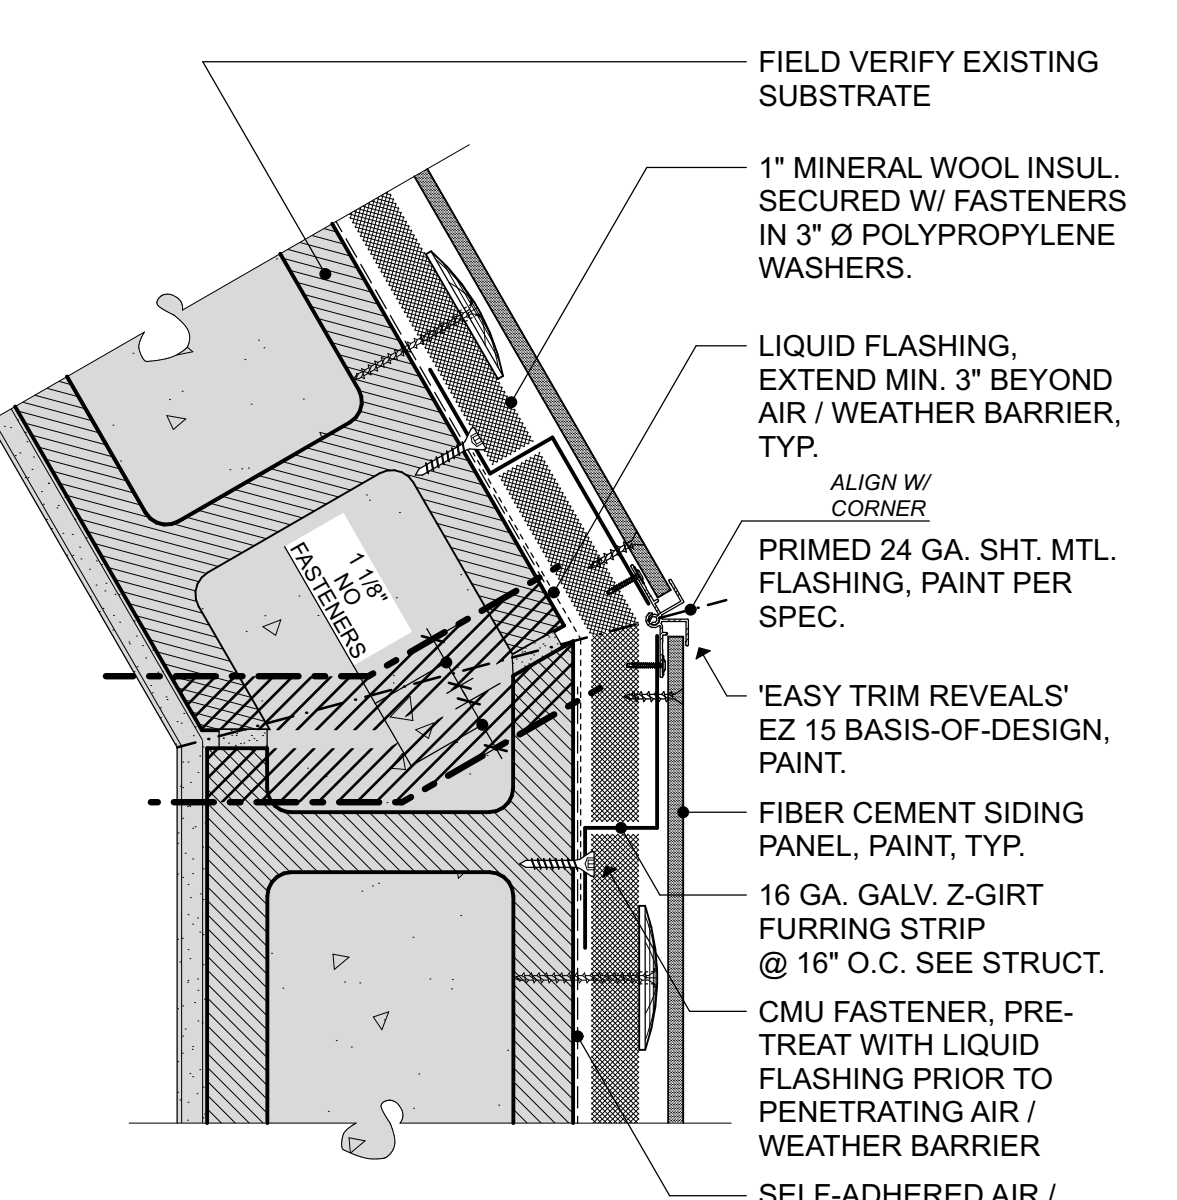 FIELD VERIFY EXISTING
SUBSTRATE
1" MINERAL WOOL INSUL.
SECURED W/ FASTENERS
IN 3" Ø POLYPROPYLENE
WASHERS.
LIQUID FLASHING,
EXTEND MIN. 3" BEYOND
AIR / WEATHER BARRIER,
TYP.
ALIGN W/
CORNER
PRIMED 24 GA. SHT. MTL.
FLASHING, PAINT PER
SPEC.
1 1/8"
NO
FASTENERS
'EASY TRIM REVEALS'
EZ 15 BASIS-OF-DESIGN,
PAINT.
FIBER CEMENT SIDING
PANEL, PAINT, TYP.
16 GA. GALV. Z-GIRT
FURRING STRIP
@ 16" O.C. SEE STRUCT.
CMU FASTENER, PRE-
TREAT WITH LIQUID
FLASHING PRIOR TO
PENETRATING AIR /
WEATHER BARRIER
SELF-ADHERED AIR /